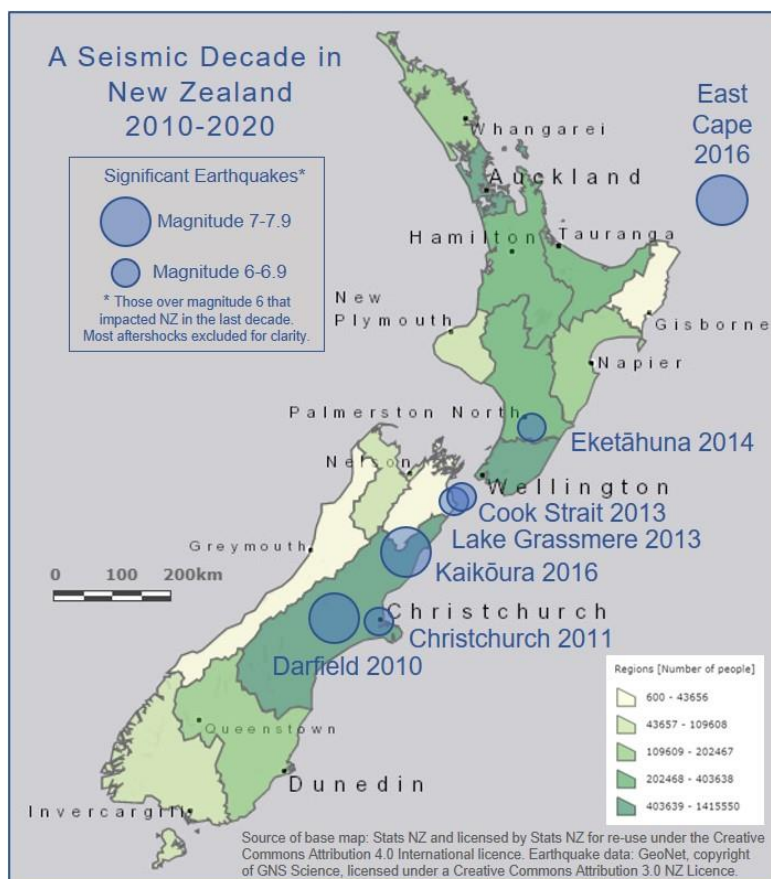 A Seismic Decade in
New Zealand
2010-2020
Significant Earthquakes*
Magnitude 7-7.9
Magnitude 6-6.9
* Those over magnitude 6 that
impacted NZ in the last decade.
Most aftershocks excluded for clarity.
East
Cape
2016
Whangarei
Auckland
Hamilton
Tauranga
New
Plymouth
Gisborne
Napier
Palmerston North
Eketāhuna 2014
Nelson
Wellington
Cook Strait 2013
Lake Grassmere 2013
Greymouth
Kaikōura 2016
0 100 200km
Christchurch
Christchurch 2011
Darfield 2010
Queenstown
Dunedin
Invercargill
Regions [Number of people]
600 - 43656
43657 - 109608
109609 - 202467
202468 - 403638
403639 - 1415550
Source of base map: Stats NZ and licensed by Stats NZ for re-use under the Creative
Commons Attribution 4.0 International licence. Earthquake data: GeoNet, copyright
of GNS Science, licensed under a Creative Commons Attribution 3.0 NZ Licence.